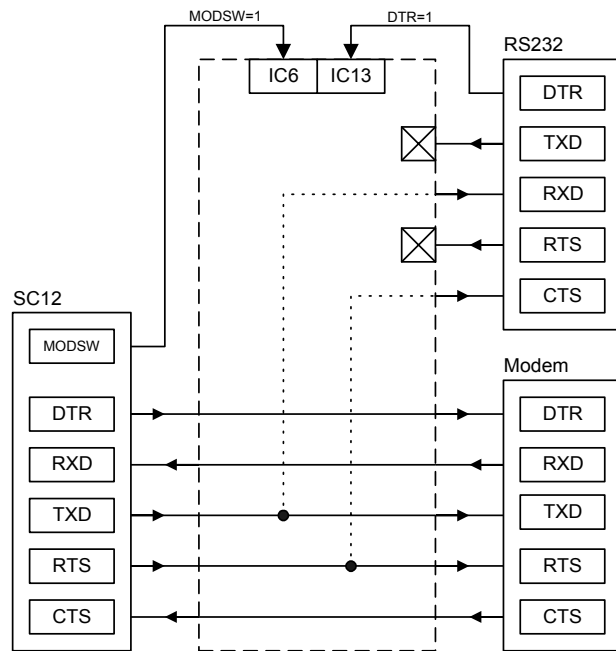 MODSW=1
DTR=1
RS232
IC6
IC13
DTR
TXD
RXD
RTS
CTS
SC12
MODSW
DTR
RXD
TXD
RTS
CTS
Modem
DTR
RXD
TXD
RTS
CTS